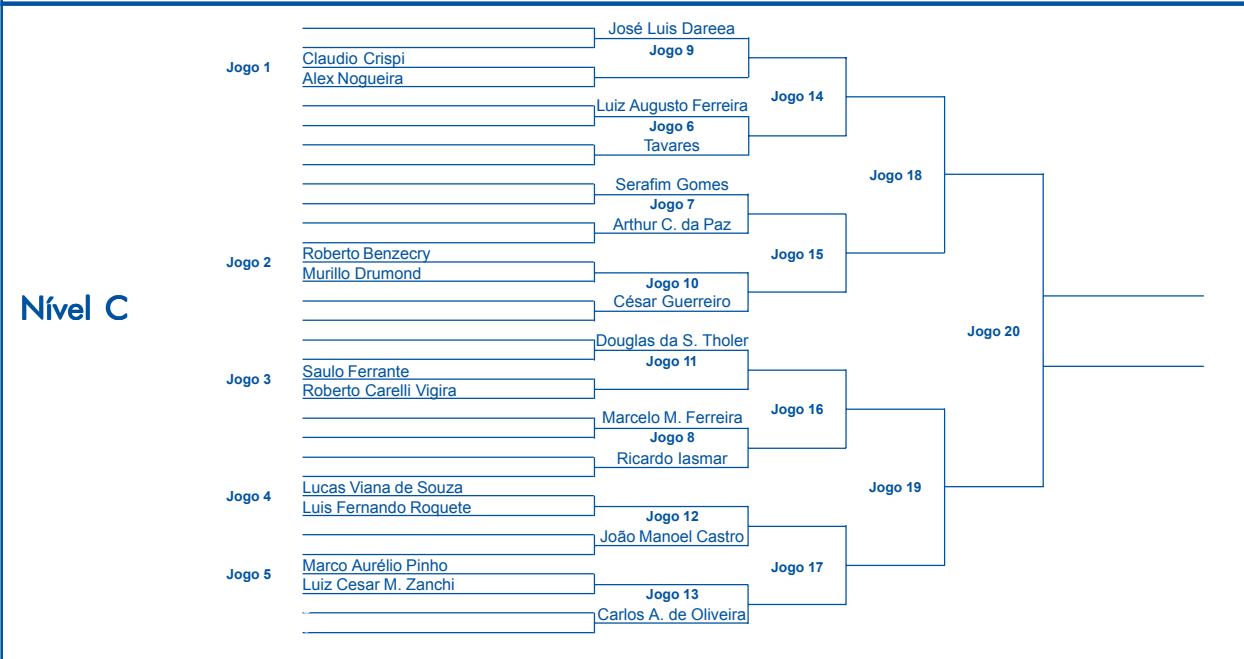 José Luis Dareea
Jogo 9
Claudio Crispi
Jogo 1
Alex Nogueira
Jogo 14
Luiz Augusto Ferreira
Jogo 6
Tavares
Jogo 18
Serafim Gomes
Jogo 7
Arthur C. da Paz
Roberto Benzecry
Jogo 15
Jogo 2
Murillo Drumond
Jogo 10
César Guerreiro
Nível C
Jogo 20
Douglas da S. Tholer
Jogo 11
Saulo Ferrante
Jogo 3
Roberto Carelli Vigira
Jogo 16
Marcelo M. Ferreira
Jogo 8
Ricardo Iasmar
Lucas Viana de Souza
Jogo 19
Jogo 4
Luis Fernando Roquete
Jogo 12
João Manoel Castro
Marco Aurélio Pinho
Jogo 17
Jogo 5
Luiz Cesar M. Zanchi
Jogo 13
Carlos A. de Oliveira